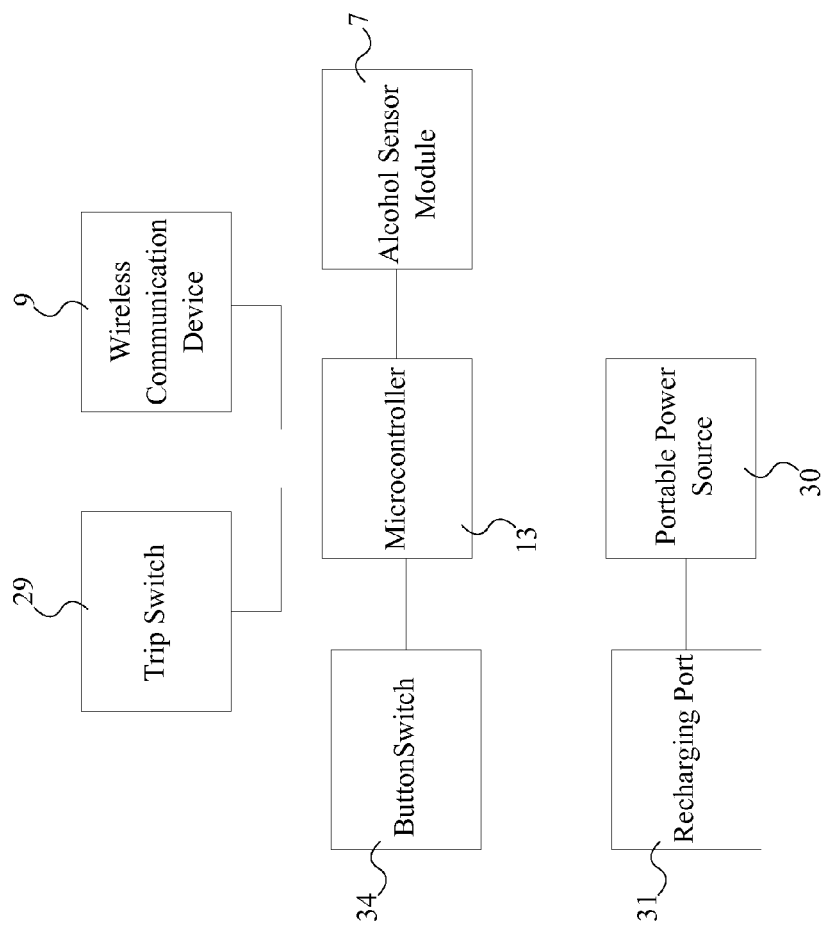 29
Trip Switch
9
Wireless
Communication
Device
34
ButtonSwitch
Microcontroller
13
Alcohol Sensor
Module
7
31
Recharging Port
Portable Power
Source
30